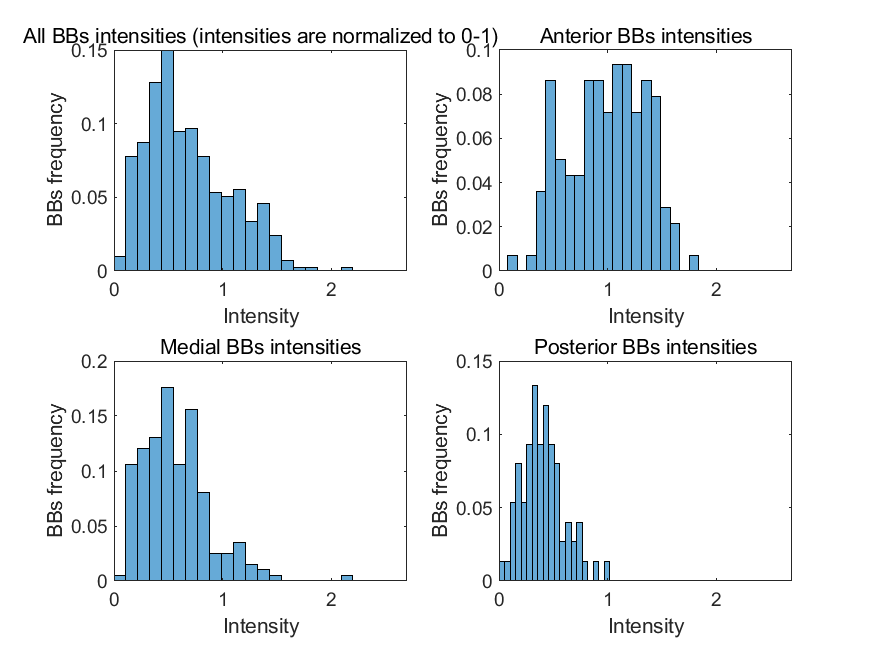 All BBs intensities (intensities are normalized to 0-1)
0.15
0.1
0.05
0
BBs frequency
0 1 2
Intensity
Anterior BBs intensities
0.1
0.08
0.06
0.04
0.02
0
BBs frequency
0 1 2
Intensity
Medial BBs intensities
0.2
0.15
0.1
0.05
0
BBs frequency
0 1 2
Intensity
Posterior BBs intensities
0.15
0.1
0.05
0
BBs frequency
0 1 2
Intensity